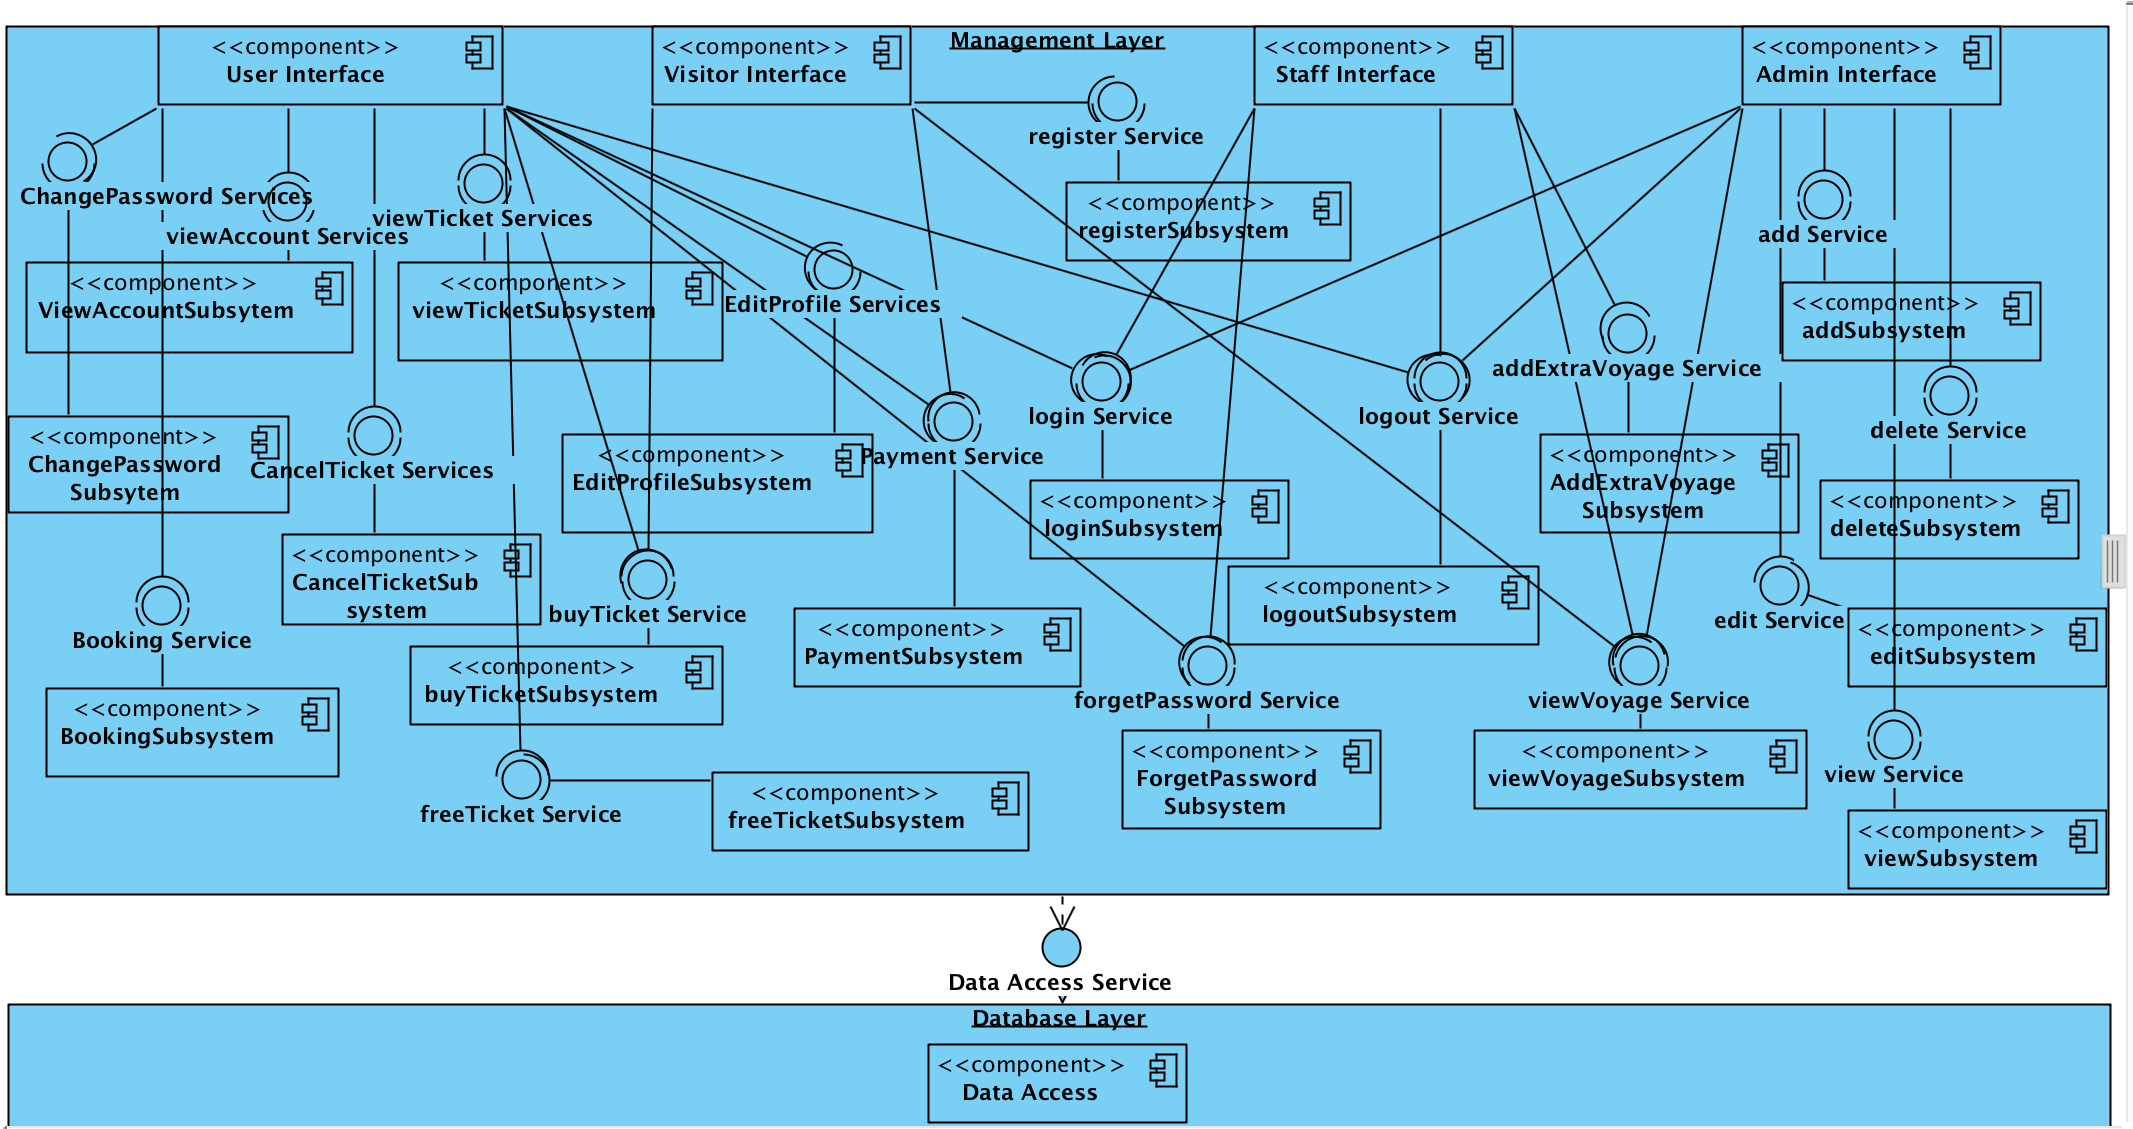 <<component>>
User Interface
<<component>>
Visitor Interface
Management Layer
<<component>>
Staff Interface
<<component>>
Admin Interface
register Service
ChangePassword Services
viewTicket Services
viewAccount Services
<<component>>
registerSubsystem
add Service
<<component>>
ViewAccountSubsytem
<<component>>
viewTicketSubsystem
EditProfile Services
<<component>>
addSubsystem
addExtraVoyage Service
login Service
logout Service
delete Service
<<component>>
ChangePassword
Subsytem
CancelTicket Services
<<component>>
EditProfileSubsystem
Payment Service
<<component>>
AddExtraVoyage
Subsystem
<<component>>
loginSubsystem
<<component>>
deleteSubsystem
<<component>>
CancelTicketSub
system
<<component>>
logoutSubsystem
Booking Service
buyTicket Service
<<component>>
PaymentSubsystem
edit Service
<<component>>
editSubsystem
<<component>>
buyTicketSubsystem
forgetPassword Service
viewVoyage Service
<<component>>
BookingSubsystem
<<component>>
ForgetPassword
Subsystem
<<component>>
viewVoyageSubsystem
view Service
freeTicket Service
<<component>>
freeTicketSubsystem
<<component>>
viewSubsystem
Data Access Service
Database Layer
<<component>>
Data Access